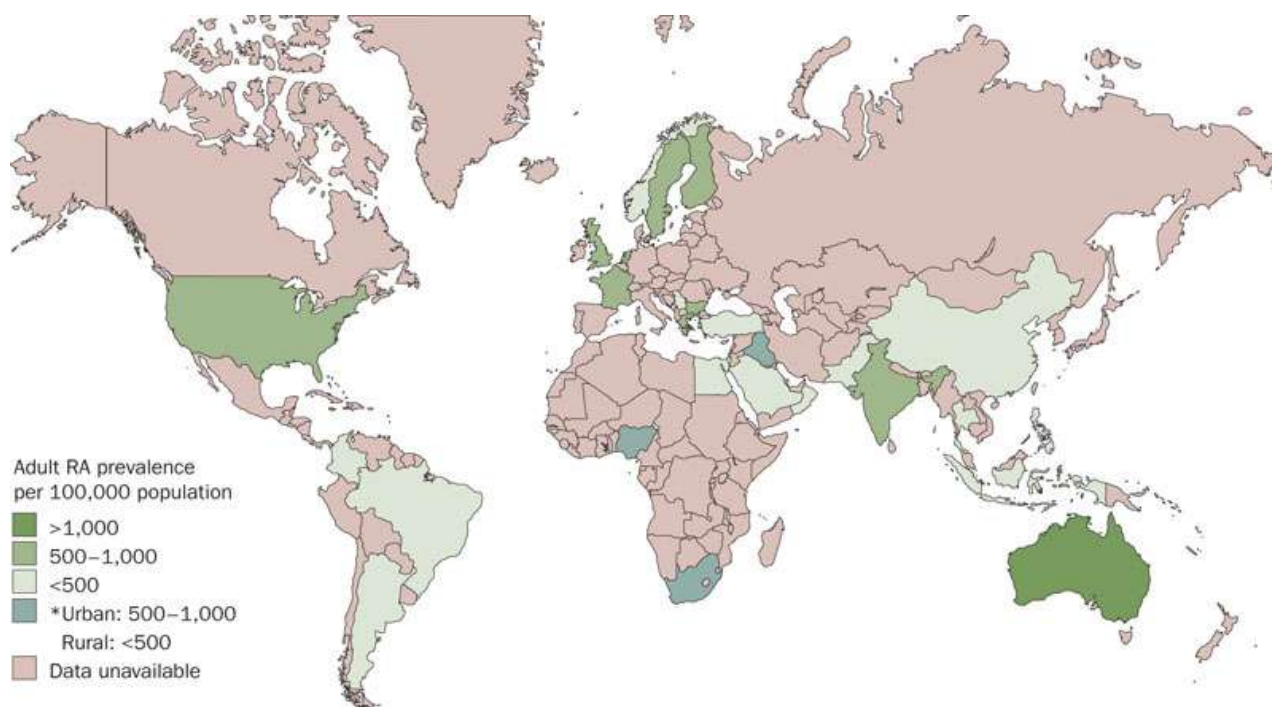 Adult RA prevalence
per 100,000 population
>1,000
500–1,000
<500
*Urban: 500–1,000
Rural: <500
Data unavailable